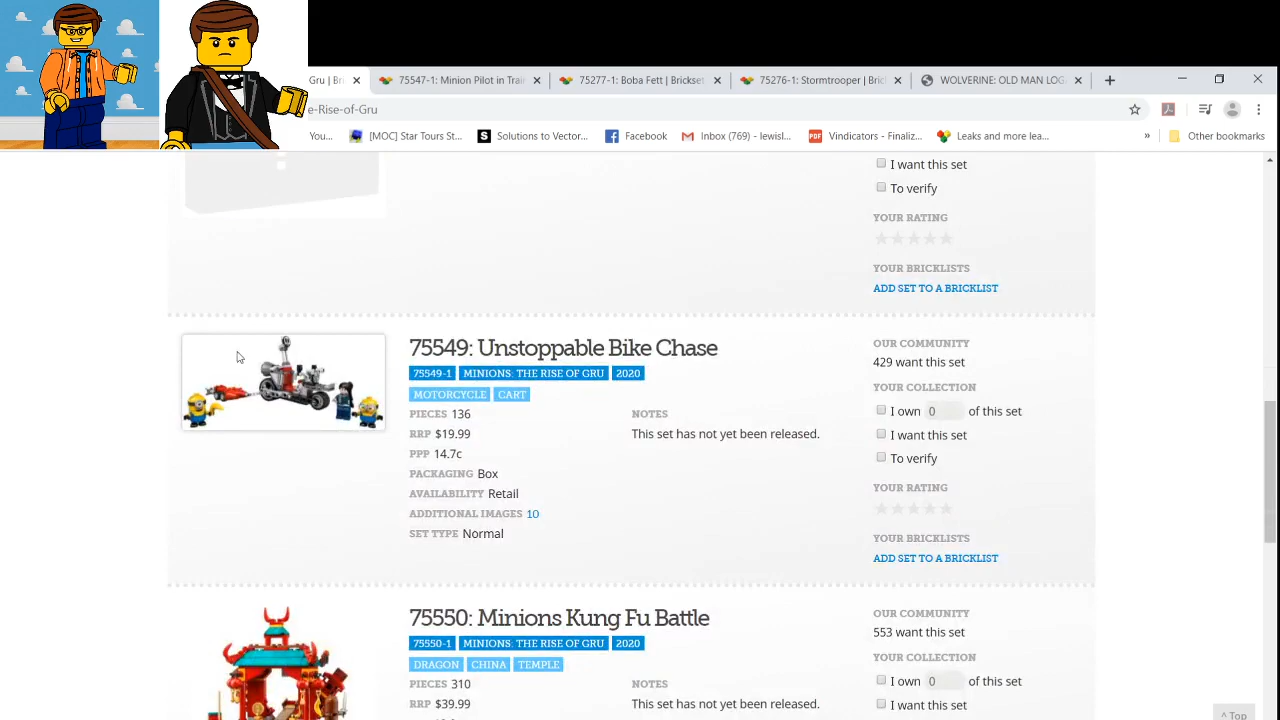 Gru | Bri
75547-1: Minion Pilot in Train
75277-1: Boba Fett | Brickset
75276-1: Stormtrooper | Brick
WOLVERINE: OLD MAN LOG
e-Rise-of-Gru
You...
[MOC] Star Tours St...
Solutions to Vector...
Facebook
Inbox (769) - lewisl...
Vindicators - Finaliz...
Leaks and more lea...
»
Other bookmarks
I want this set
To verify
YOUR RATING
YOUR BRICKLISTS
ADD SET TO A BRICKLIST
75549: Unstoppable Bike Chase
75549-1 MINIONS: THE RISE OF GRU 2020
MOTORCYCLE CART
PIECES 136
RRP $19.99
PPP 14.7c
PACKAGING Box
AVAILABILITY Retail
ADDITIONAL IMAGES 10
SET TYPE Normal
NOTES
This set has not yet been released.
OUR COMMUNITY
429 want this set
YOUR COLLECTION
I own 0 of this set
I want this set
To verify
YOUR RATING
YOUR BRICKLISTS
ADD SET TO A BRICKLIST
75550: Minions Kung Fu Battle
75550-1 MINIONS: THE RISE OF GRU 2020
DRAGON CHINA TEMPLE
PIECES 310
RRP $39.99
NOTES
This set has not yet been released.
OUR COMMUNITY
553 want this set
YOUR COLLECTION
I own 0 of this set
I want this set
^ Top